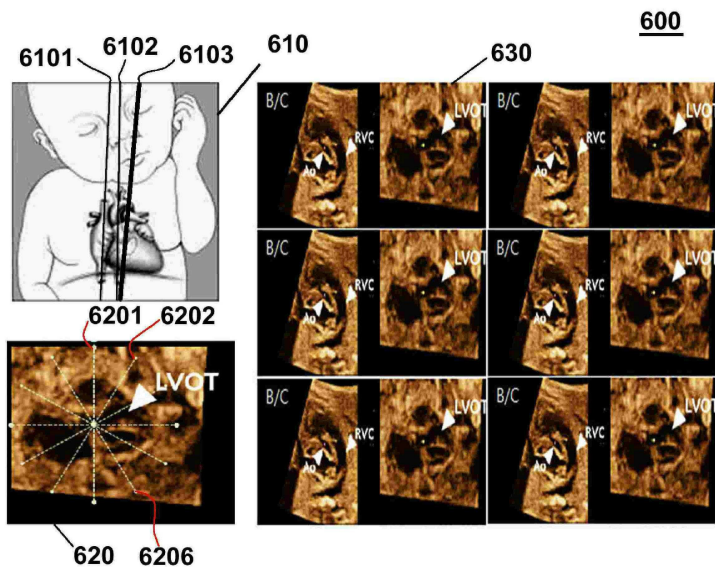 600
6102
6101
6103
610
630
B/C
LVOT
RVC
Ao
B/C
LVOT
RVC
Ao
B/C
LVOT
RVC
Ao
B/C
LVOT
RVC
Ao
B/C
LVOT
RVC
Ao
B/C
LVOT
RVC
Ao
6201
6202
LVOT
620
6206